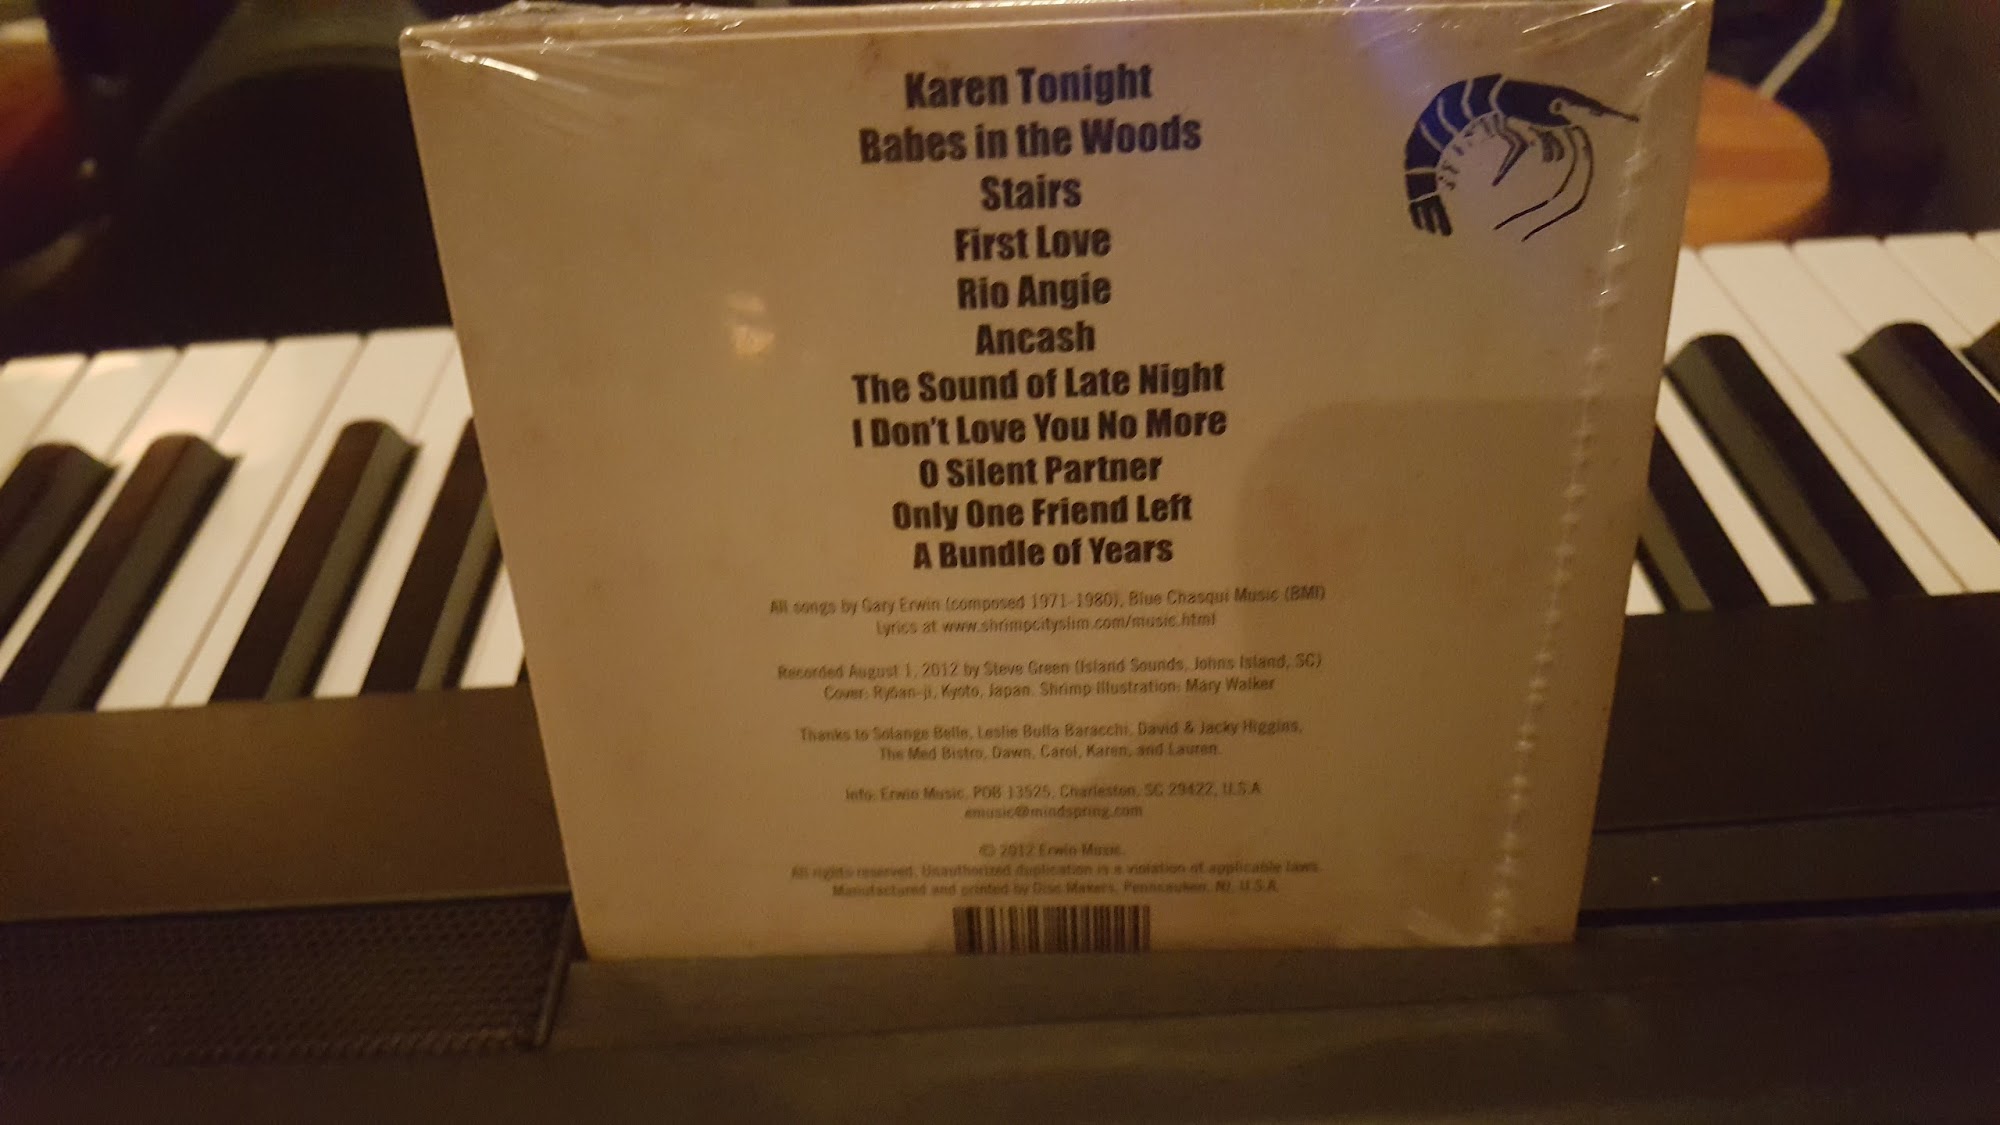 Karen Tonight
Babes in the Woods
Stairs
First Love
Rio Angie
Ancash
The Sound of Late Night
I Don't Love You No More
O Silent Partner
Only One Friend Left
A Bundle of Years
All songs by Gary Erwin (composed 1971-1980), Blue Chasqui Music (BMI)
Lyrics at www.shrimpcityslim.com/music.html
Recorded August 1, 2012 by Steve Green (Island Sounds, Johns Island, SC)
Cover: Ryōan-ji, Kyoto, Japan. Shrimp Illustration: Mary Walker
Thanks to Solange Belle, Leslie Bulla Baracchi, David & Jacky Higgins,
The Med Bistro, Dawn, Carol, Karen, and Lauren.
Info: Erwin Music, POB 13525, Charleston, SC 29422, U.S.A
emusic@mindspring.com
© 2012 Erwin Music.
All rights reserved. Unauthorized duplication is a violation of applicable laws.
Manufactured and printed by Disc Makers, Pennsauken, NJ, U.S.A.